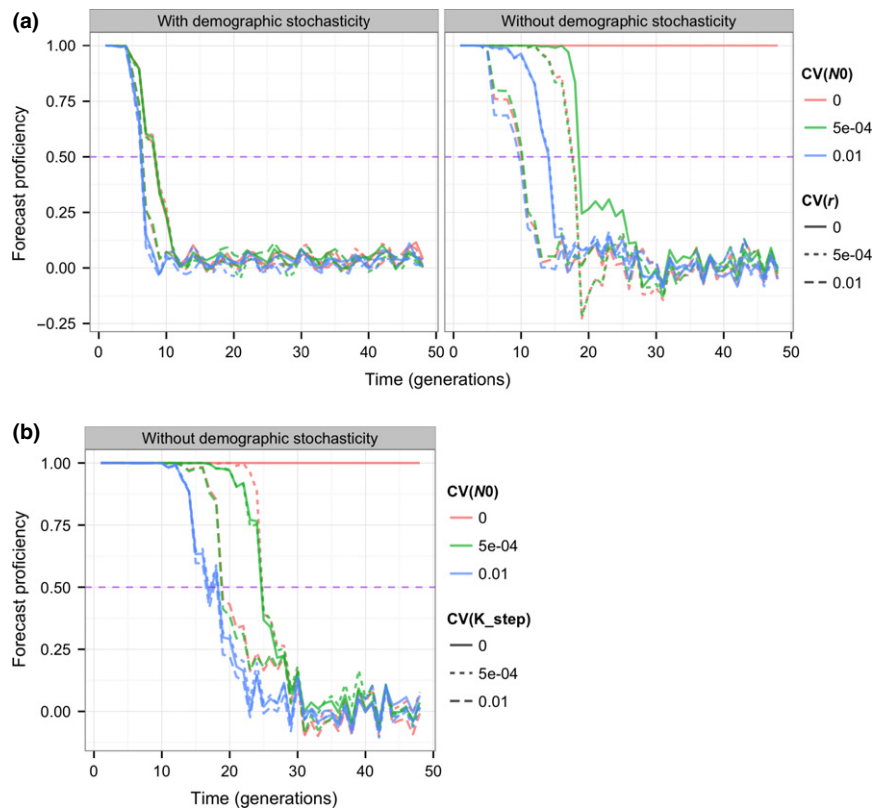 (a)
With demographic stochasticity
Without demographic stochasticity
Forecast proficiency
1.00
0.75
0.50
0.25
0.00
−0.25
0 10 20 30 40 50
0 10 20 30 40 50
Time (generations)
Time (generations)
CV(N0)
0
5e-04
0.01
CV(r)
0
5e-04
0.01
(b)
Without demographic stochasticity
Forecast proficiency
1.00
0.75
0.50
0.25
0.00
0 10 20 30 40 50
Time (generations)
CV(N0)
0
5e-04
0.01
CV(K_step)
0
5e-04
0.01